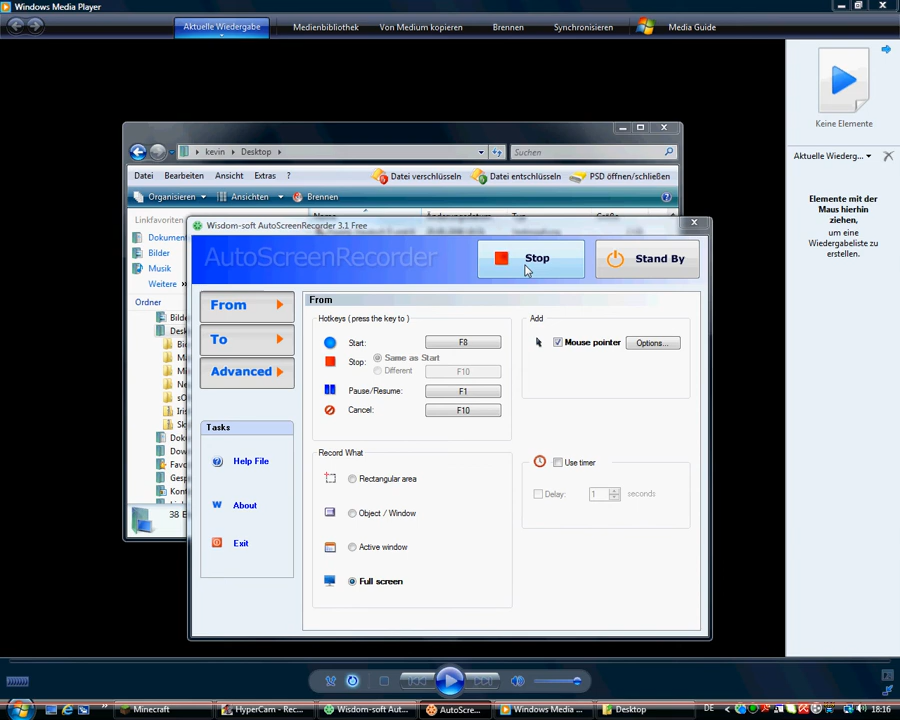 Windows Media Player
Aktuelle Wiedergabe
Medienbibliothek
Von Medium kopieren
Brennen
Synchronisieren
Media Guide
Keine Elemente
Aktuelle Wiederg...
Elemente mit der
Maus hierhin
ziehen,
um eine
Wiedergabeliste zu
erstellen.
kevin
Desktop
Suchen
Datei
Bearbeiten
Ansicht
Extras
?
Datei verschlüsseln
Datei entschlüsseln
PSD öffnen/schließen
Organisieren
Ansichten
Brennen
Linkfavoriten
Dokumen
Bilder
Musik
Weitere »
Ordner
Bilde
Desk
38 E
Wisdom-soft AutoScreenRecorder 3.1 Free
AutoScreenRecorder
Stop
Stand By
From
To
Advanced
Tasks
Help File
About
Exit
From
Hotkeys ( press the key to )
Start:
F8
Stop:
Same as Start
Different
F10
Pause/Resume:
F1
Cancel:
F10
Add
Mouse pointer
Options...
Record What
Rectangular area
Object / Window
Active window
Full screen
Use timer
Delay:
1
seconds
Minecraft
HyperCam - Rec...
Wisdom-soft Aut...
AutoScre...
Windows Media ...
Desktop
DE
18:16